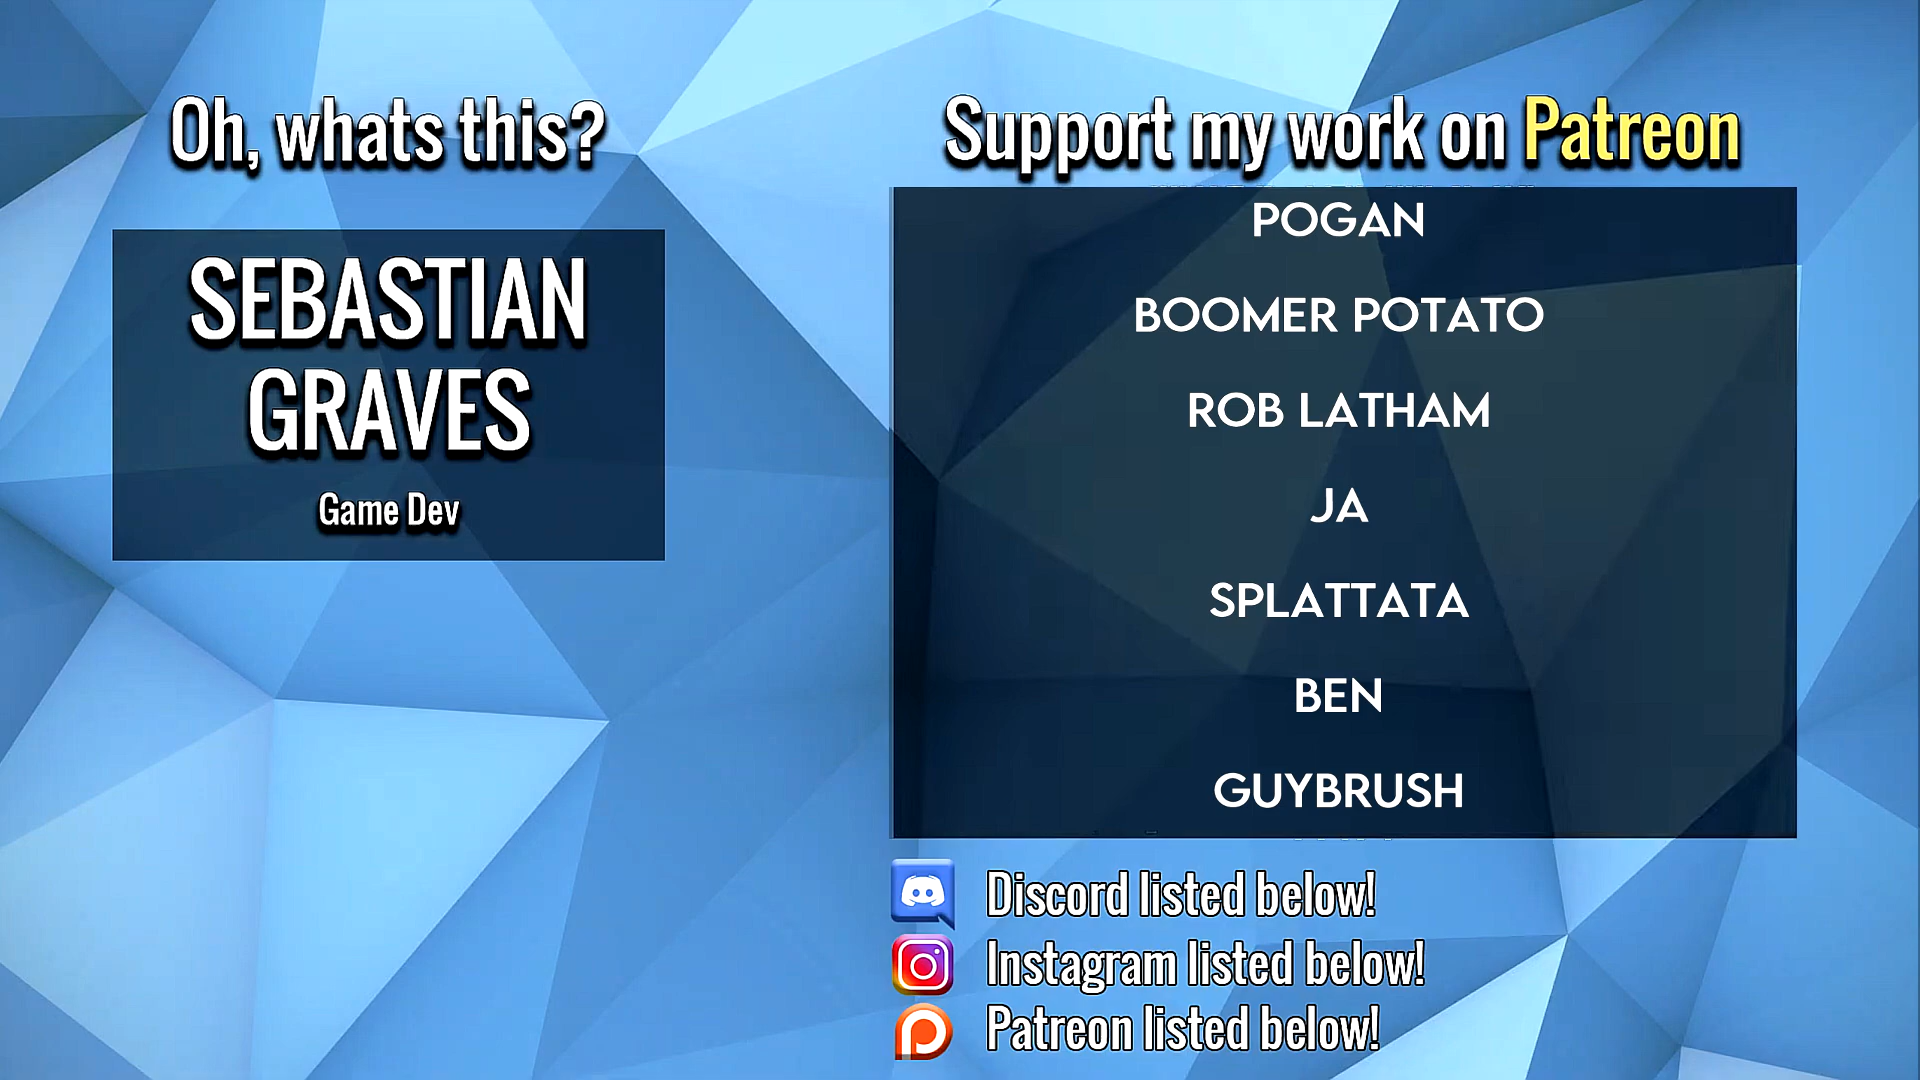 Oh, whats this?
SEBASTIAN
GRAVES
Game Dev
Support my work on Patreon
POGAN
BOOMER POTATO
ROB LATHAM
JA
SPLATTATA
BEN
GUYBRUSH
Discord listed below!
Instagram listed below!
Patreon listed below!